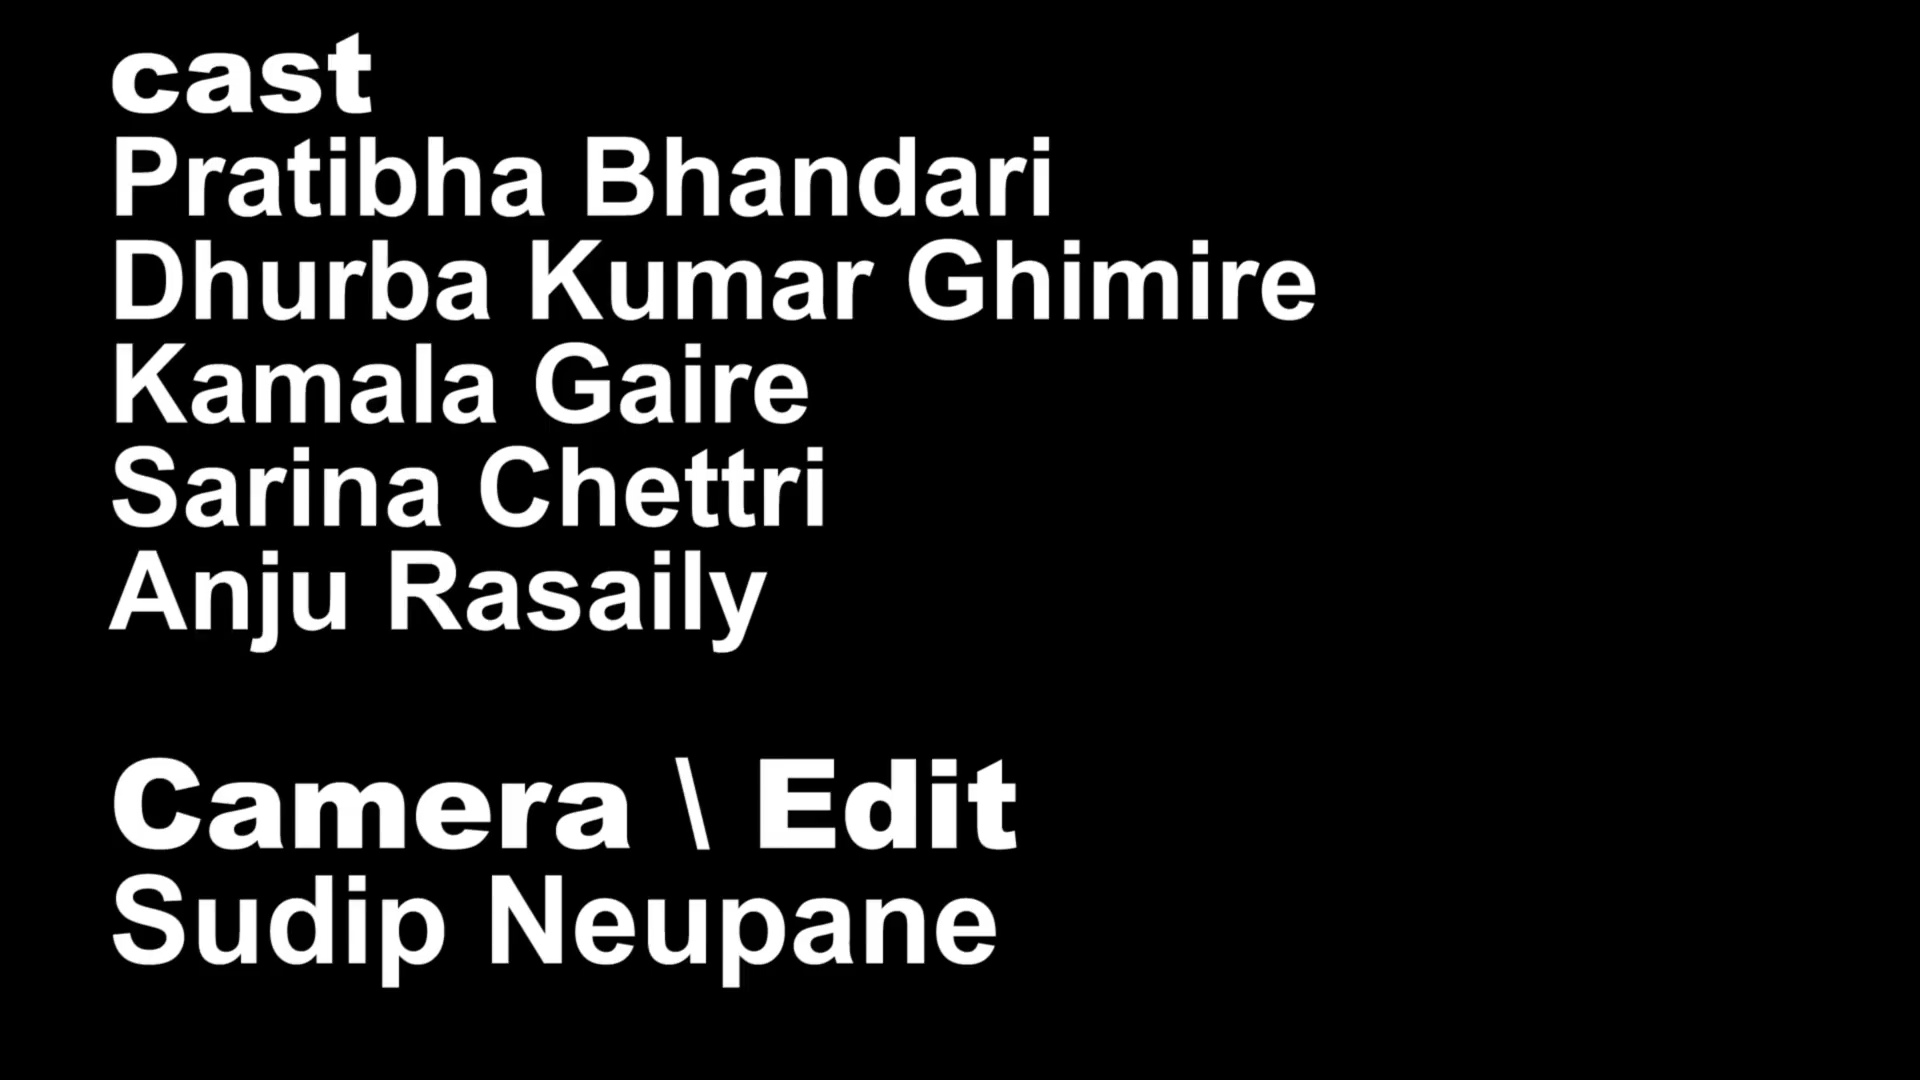 cast
Pratibha Bhandari
Dhurba Kumar Ghimire
Kamala Gaire
Sarina Chettri
Anju Rasaily
Camera \ Edit
Sudip Neupane